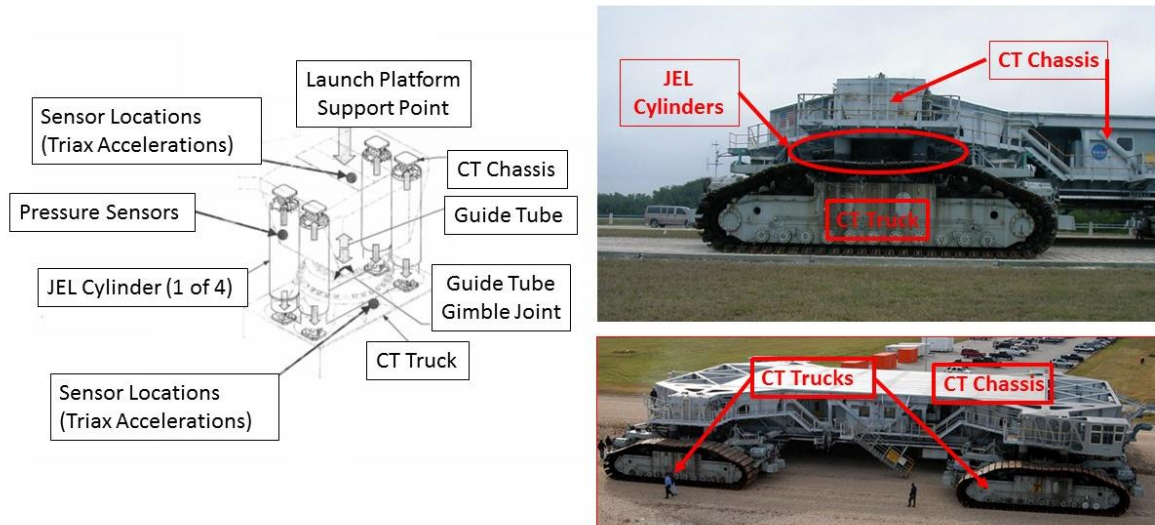 Launch Platform
Support Point
Sensor Locations
(Triax Accelerations)
CT Chassis
Pressure Sensors
Guide Tube
JEL Cylinder (1 of 4)
Guide Tube
Gimble Joint
CT Truck
Sensor Locations
(Triax Accelerations)
JEL
Cylinders
CT Chassis
CT Truck
CT Trucks
CT Chassis